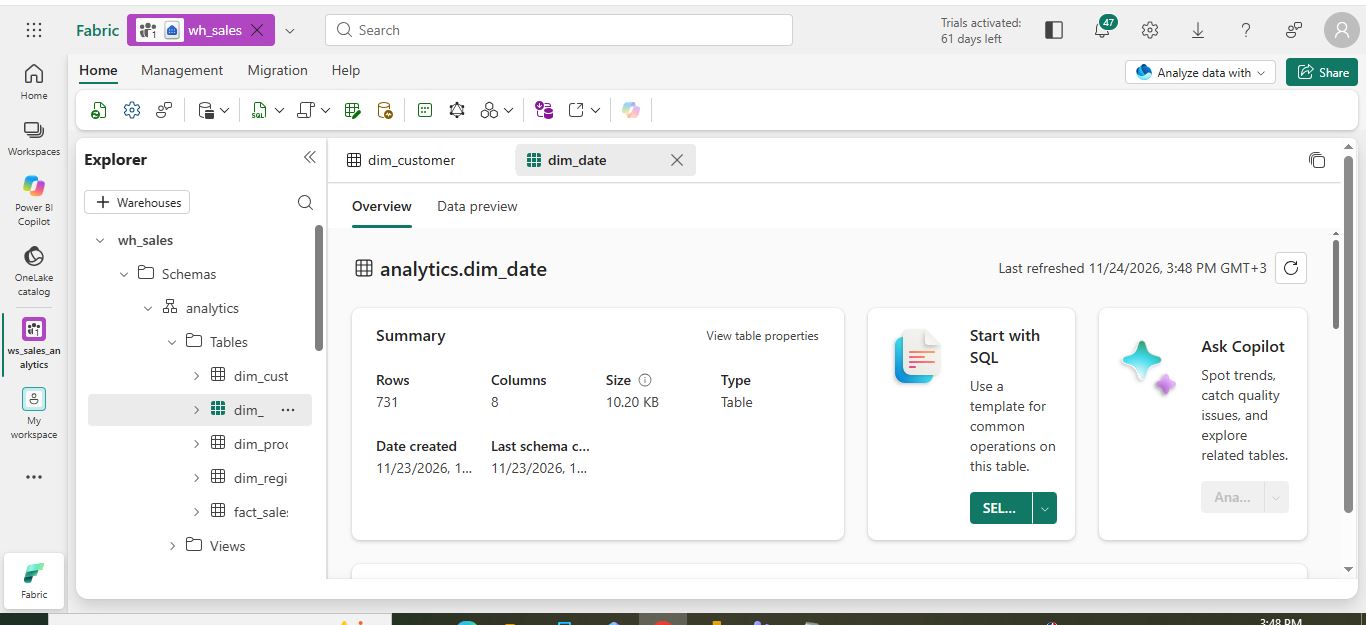 Fabric
wh_sales
Search
Trials activated:
61 days left
47
Home
Workspaces
Power BI
Copilot
OneLake
catalog
ws_sales_an
alytics
My
workspace
Fabric
Home
Management
Migration
Help
Analyze data with
Share
SQL
Explorer
Warehouses
wh_sales
Schemas
analytics
Tables
dim_cust
dim_
dim_proc
dim_regi
fact_sales
Views
dim_customer
dim_date
Overview
Data preview
analytics.dim_date
Last refreshed 11/24/2026, 3:48 PM GMT+3
Summary
View table properties
Rows
Columns
Size
Type
731
8
10.20 KB
Table
Date created
Last schema c...
11/23/2026, 1...
11/23/2026, 1...
Start with
SQL
Use a
template for
common
operations on
this table.
SEL...
Ask Copilot
Spot trends,
catch quality
issues, and
explore
related tables.
Ana...
3:48 PM